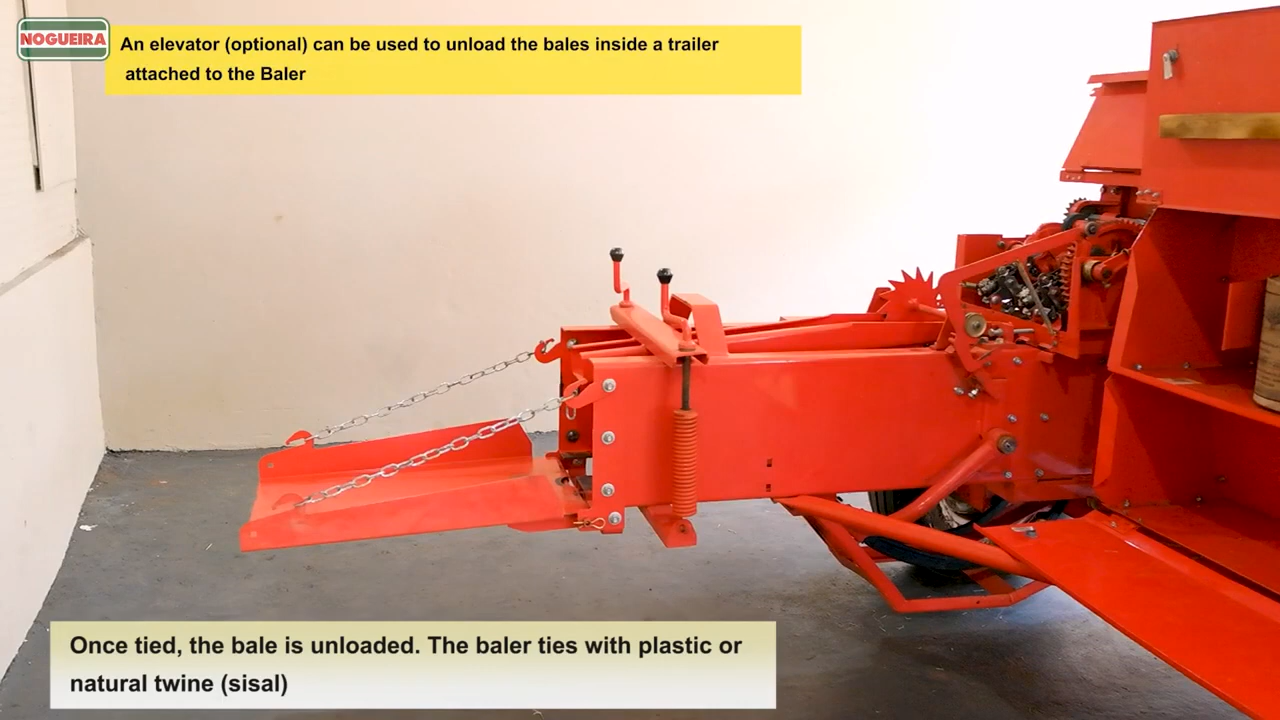 NOGUEIRA
An elevator (optional) can be used to unload the bales inside a trailer
attached to the Baler
Once tied, the bale is unloaded. The baler ties with plastic or
natural twine (sisal)